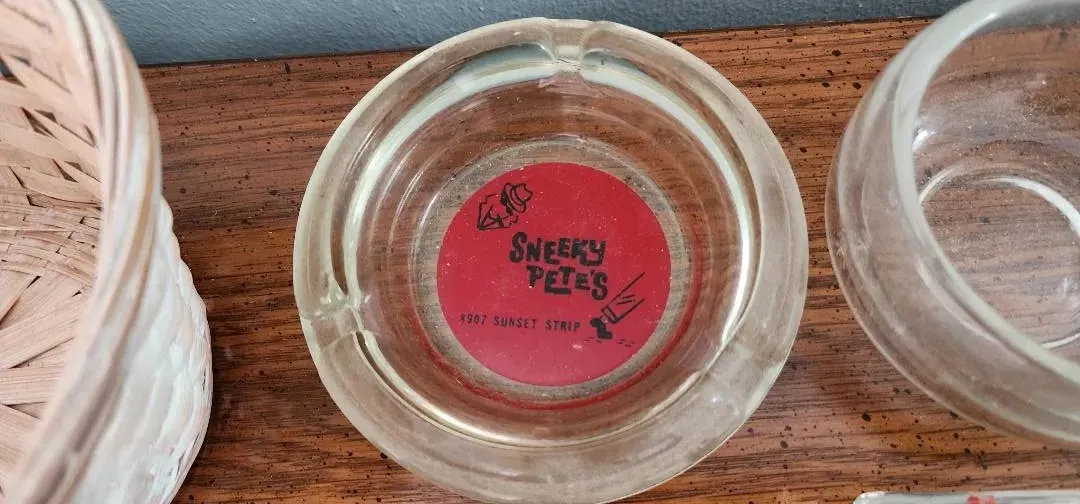 SNEEKY
PETE'S
8907 SUNSET STRIP